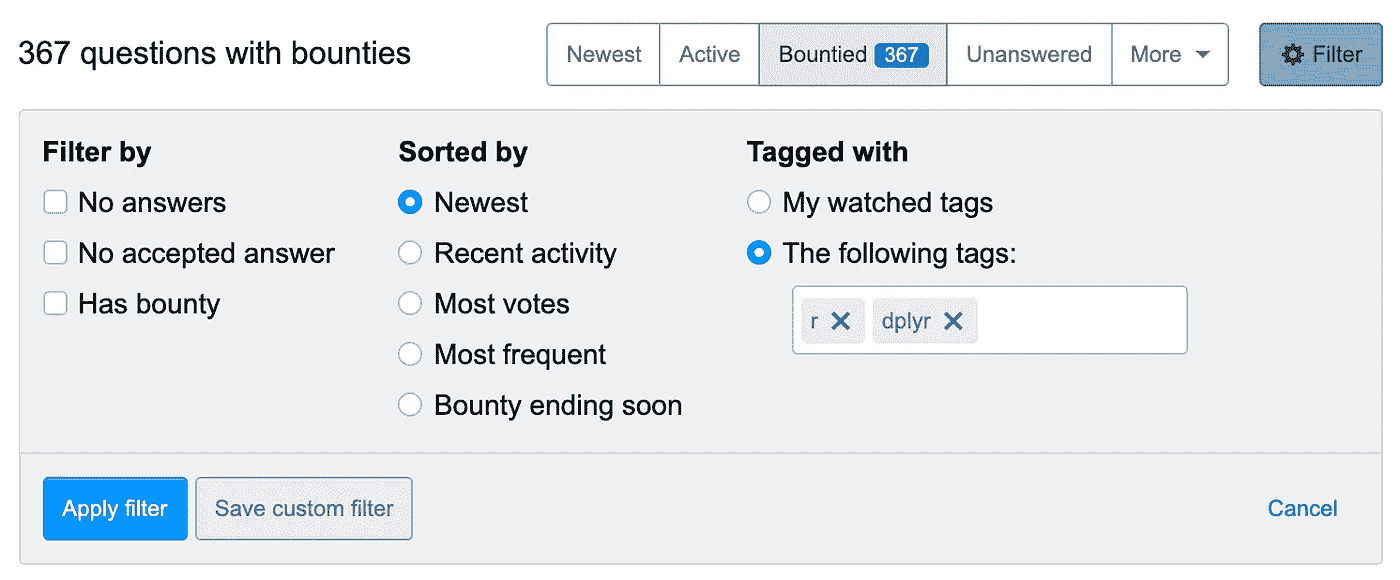 367 questions with bounties
Newest Active Bountied 367 Unanswered More Filter
Filter by
No answers
No accepted answer
Has bounty
Sorted by
Newest
Recent activity
Most votes
Most frequent
Bounty ending soon
Tagged with
My watched tags
The following tags:
r dplyr
Apply filter Save custom filter Cancel